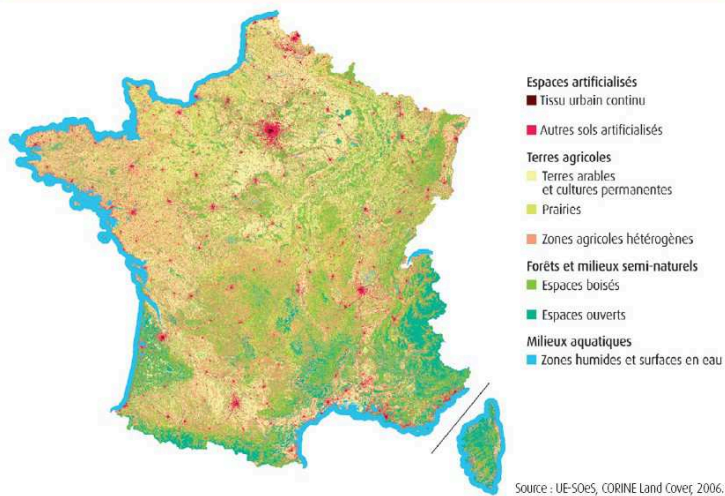 Espaces artificialisés
Tissu urbain continu
Autres sols artificialisés
Terres agricoles
Terres arables
et cultures permanentes
Prairies
Zones agricoles hétérogènes
Forêts et milieux semi-naturels
Espaces boisés
Espaces ouverts
Milieux aquatiques
Zones humides et surfaces en eau
Source : UE-SOeS, CORINE Land Cover, 2006.